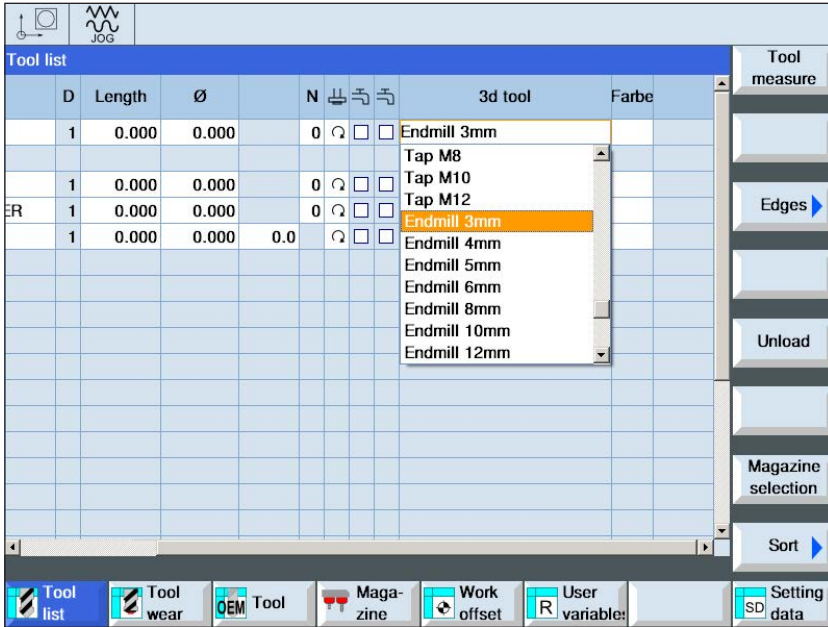 JOG
Tool list
Tool
measure
D Length Ø N 3d tool Farbe
1 0.000 0.000 0 Endmill 3mm
Tap M8
Tap M10
Tap M12
Endmill 3mm
Endmill 4mm
Endmill 5mm
Endmill 6mm
Endmill 8mm
Endmill 10mm
Endmill 12mm
1 0.000 0.000 0
ER 1 0.000 0.000 0
1 0.000 0.000 0.0
Edges
Unload
Magazine
selection
Sort
Tool
list
Tool
wear
OEM Tool
Maga-
zine
Work
offset
R User
variable:
SD Setting
data